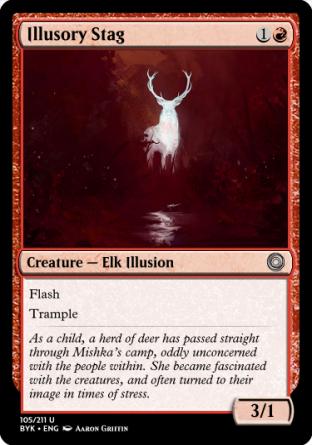 Illusory Stag 1
Creature — Elk Illusion
Flash
Trample
As a child, a herd of deer has passed straight
through Mishka's camp, oddly unconcerned
with the people within. She became fascinated
with the creatures, and often turned to their
image in times of stress.
3/1
105/211 U
BYK • ENG Aaron Griffin